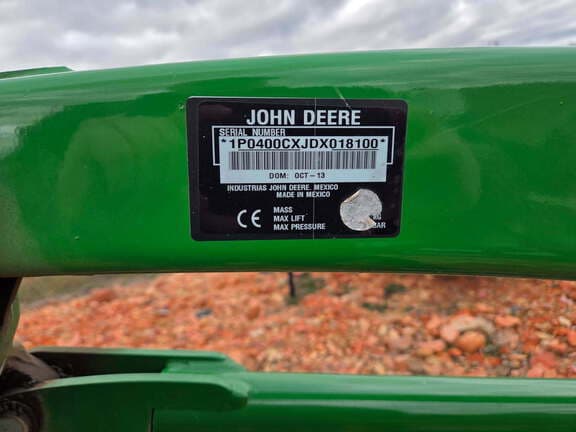 JOHN DEERE
SERIAL NUMBER
*1P0400CXJDX018100*
DOM: OCT-13
INDUSTRIAS JOHN DEERE, MEXICO
MADE IN MEXICO
CE
MASS
MAX LIFT
MAX PRESSURE BAR